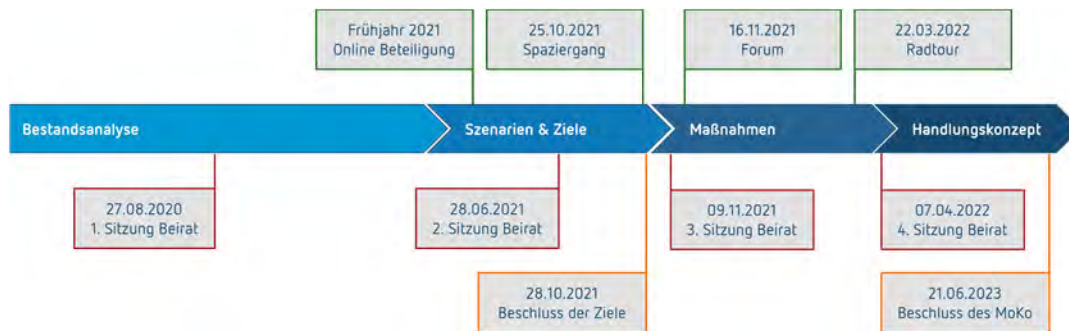 Frühjahr 2021
Online Beteiligung
25.10.2021
Spaziergang
16.11.2021
Forum
22.03.2022
Radtour
Bestandsanalyse
Szenarien & Ziele
Maßnahmen
Handlungskonzept
27.08.2020
1. Sitzung Beirat
28.06.2021
2. Sitzung Beirat
09.11.2021
3. Sitzung Beirat
07.04.2022
4. Sitzung Beirat
28.10.2021
Beschluss der Ziele
21.06.2023
Beschluss des MoKo